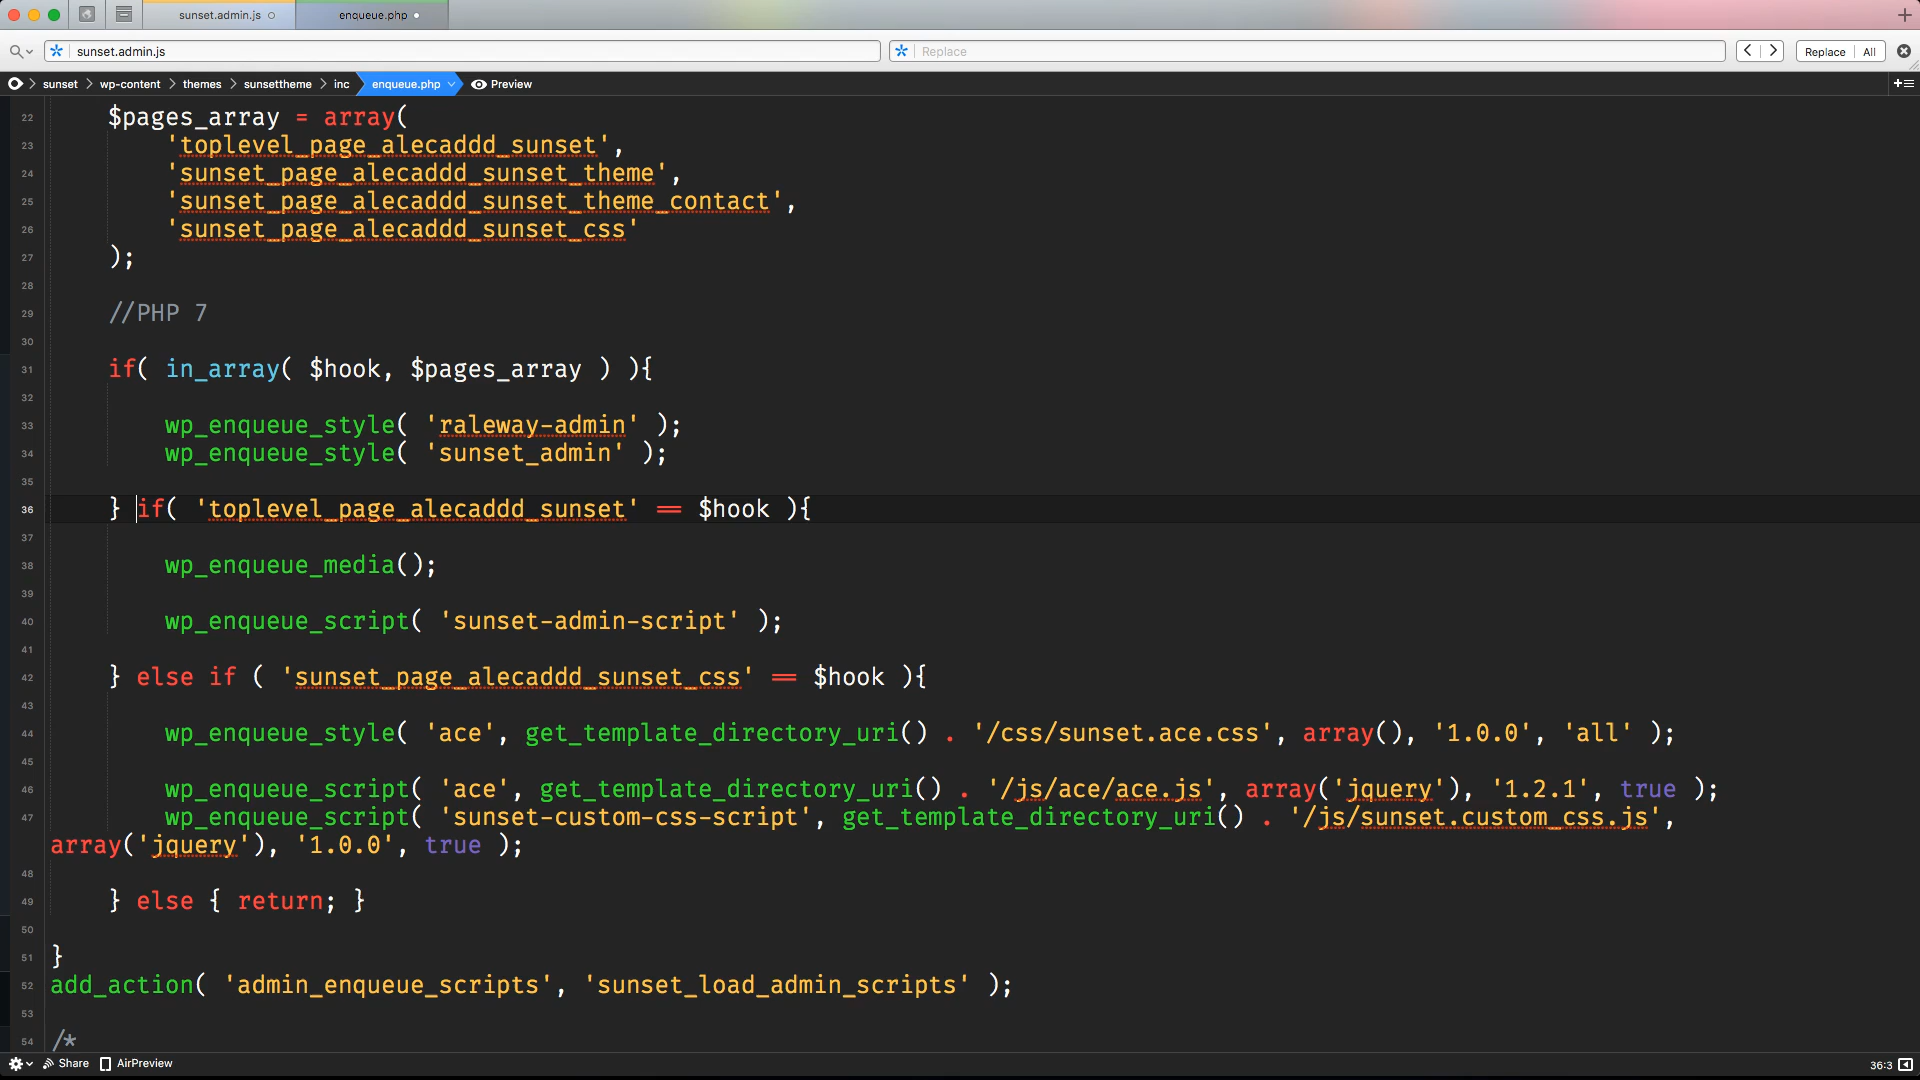 sunset.admin.js
enqueue.php
sunset.admin.js
Replace
Replace
All
sunset
wp-content
themes
sunsettheme
inc
enqueue.php
Preview
22 $pages_array = array(
23 'toplevel_page_alecaddd_sunset',
24 'sunset_page_alecaddd_sunset_theme',
25 'sunset_page_alecaddd_sunset_theme_contact',
26 'sunset_page_alecaddd_sunset_css'
27 );
28
29 //PHP 7
30
31 if( in_array( $hook, $pages_array ) ){
32
33 wp_enqueue_style( 'raleway-admin' );
34 wp_enqueue_style( 'sunset_admin' );
35
36 } if( 'toplevel_page_alecaddd_sunset' == $hook ){
37
38 wp_enqueue_media();
39
40 wp_enqueue_script( 'sunset-admin-script' );
41
42 } else if ( 'sunset_page_alecaddd_sunset_css' == $hook ){
43
44 wp_enqueue_style( 'ace', get_template_directory_uri() . '/css/sunset.ace.css', array(), '1.0.0', 'all' );
45
46 wp_enqueue_script( 'ace', get_template_directory_uri() . '/js/ace/ace.js', array('jquery'), '1.2.1', true );
47 wp_enqueue_script( 'sunset-custom-css-script', get_template_directory_uri() . '/js/sunset.custom_css.js',
array('jquery'), '1.0.0', true );
48
49 } else { return; }
50
51 }
52 add_action( 'admin_enqueue_scripts', 'sunset_load_admin_scripts' );
53
54 /*
Share
AirPreview
36:3